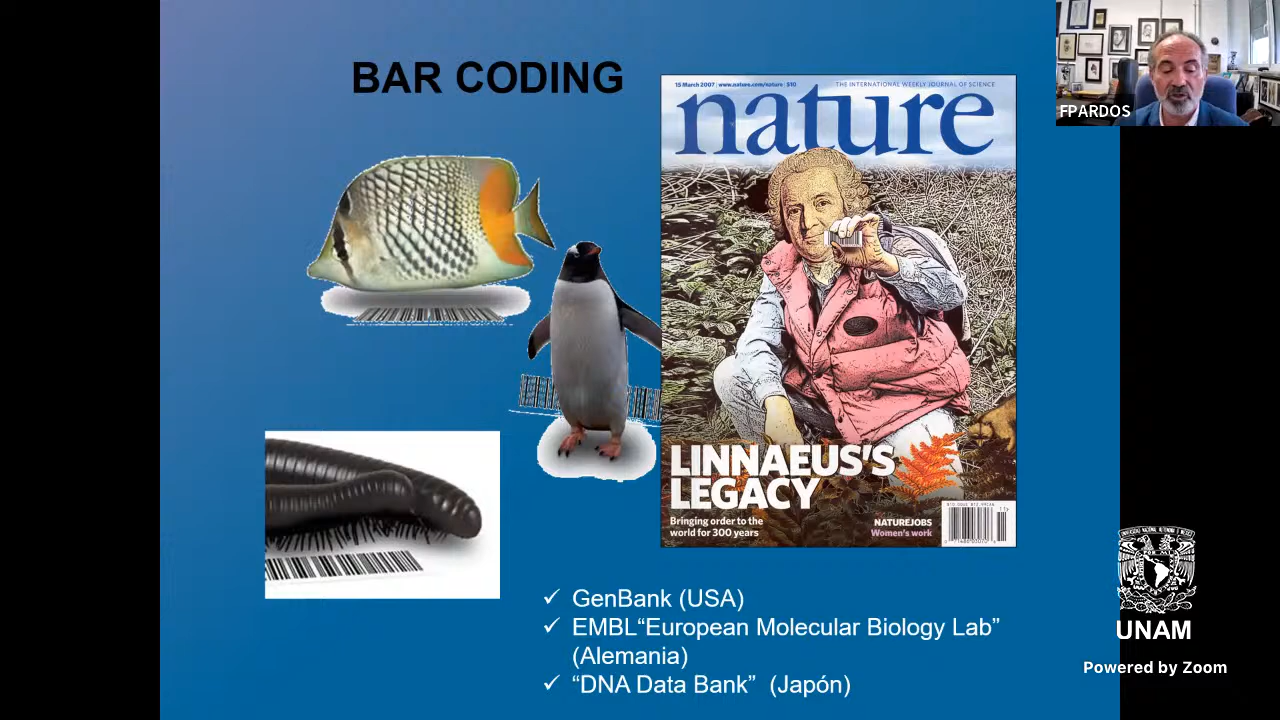 BAR CODING
15 March 2007 | www.nature.com/nature | $10
THE INTERNATIONAL WEEKLY JOURNAL OF SCIENCE
nature
LINNAEUS'S
LEGACY
Bringing order to the
world for 300 years
NATUREJOBS
Women's work
✓ GenBank (USA)
✓ EMBL“European Molecular Biology Lab”
(Alemania)
✓ “DNA Data Bank” (Japón)
FPARDOS
UNAM
Powered by Zoom